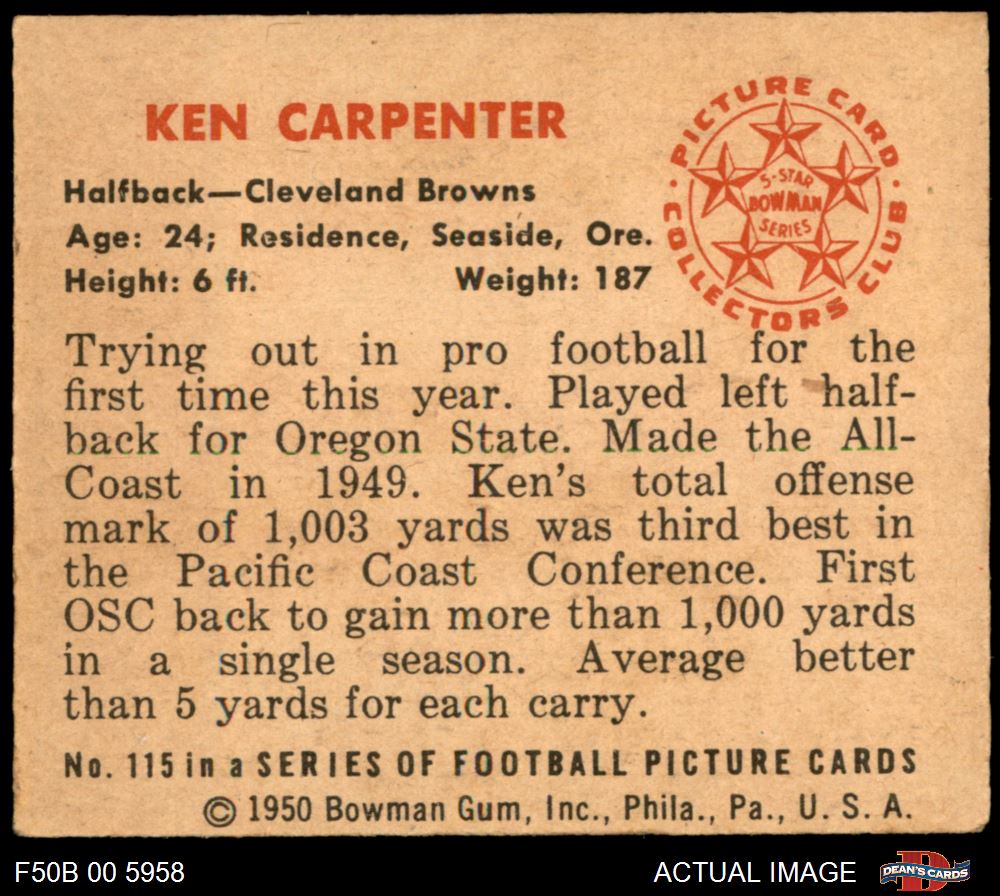 KEN CARPENTER
Halfback—Cleveland Browns
Age: 24; Residence, Seaside, Ore.
Height: 6 ft. Weight: 187
PICTURE CARD
COLLECTORS CLUB
5-STAR
BOWMAN
SERIES
Trying out in pro football for the
first time this year. Played left half-
back for Oregon State. Made the All-
Coast in 1949. Ken's total offense
mark of 1,003 yards was third best in
the Pacific Coast Conference. First
OSC back to gain more than 1,000 yards
in a single season. Average better
than 5 yards for each carry.
No. 115 in a SERIES OF FOOTBALL PICTURE CARDS
© 1950 Bowman Gum, Inc., Phila., Pa., U. S. A.
F50B 00 5958
ACTUAL IMAGE
D
DEAN'S CARDS